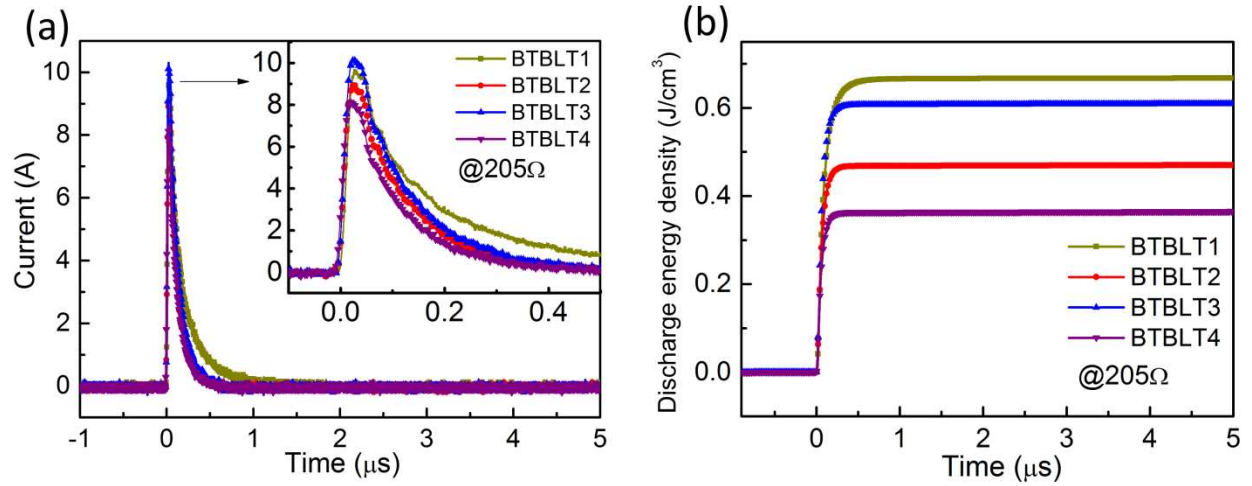 (a)
Current (A)
10
8
6
4
2
0
-1
0
1
2
3
4
5
Time (μs)
10
8
6
4
2
0
0.0
0.2
0.4
BTBLT1
BTBLT2
BTBLT3
BTBLT4
@205Ω
(b)
Discharge energy density (J/cm³)
0.6
0.4
0.2
0.0
0
1
2
3
4
5
Time (μs)
BTBLT1
BTBLT2
BTBLT3
BTBLT4
@205Ω